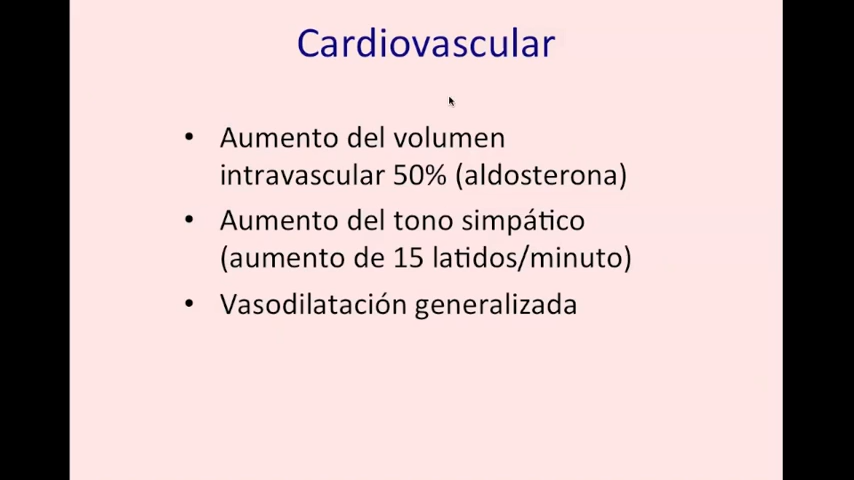 Cardiovascular
• Aumento del volumen
intravascular 50% (aldosterona)
• Aumento del tono simpático
(aumento de 15 latidos/minuto)
• Vasodilatación generalizada